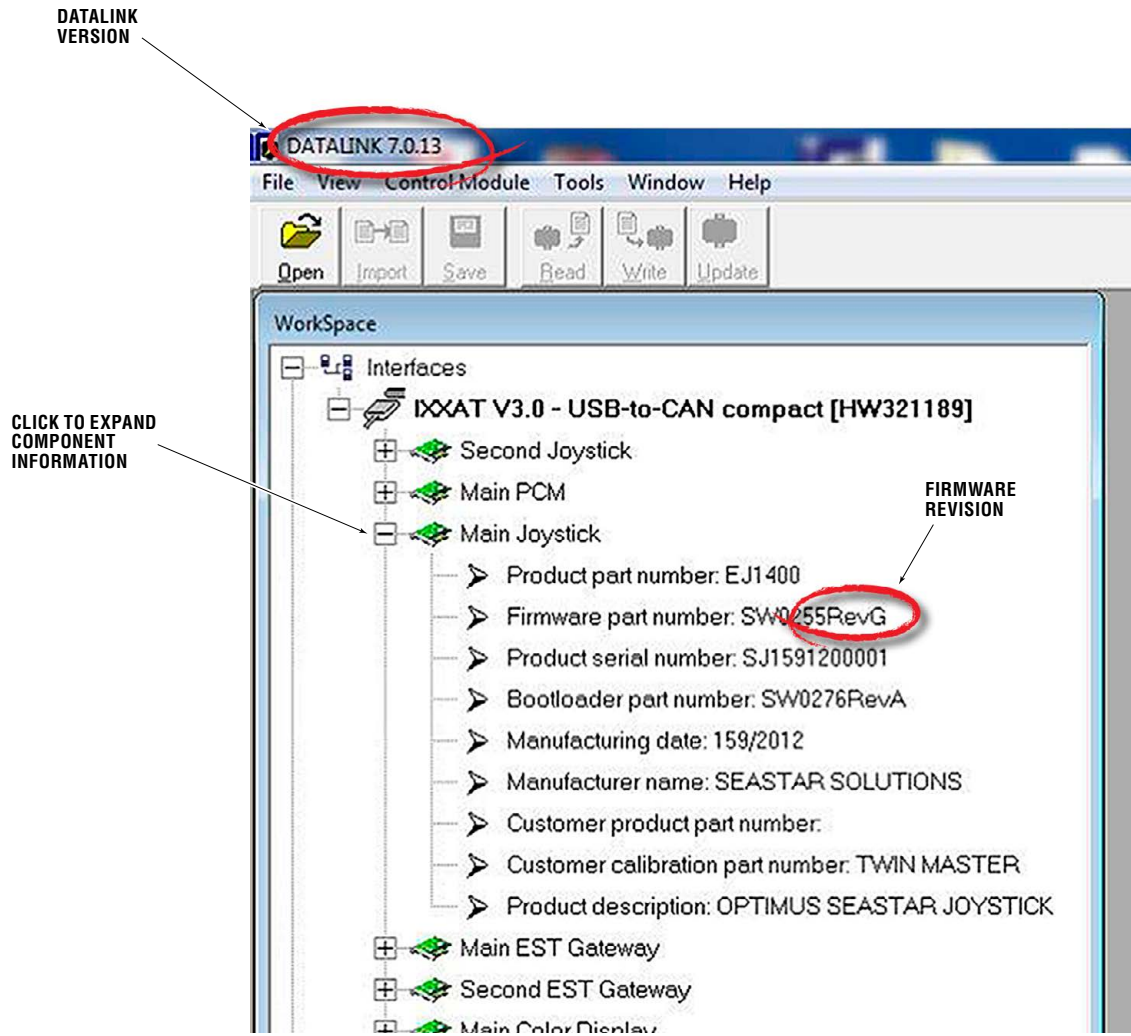 DATALINK
VERSION
DATALINK 7.0.13
File View Control Module Tools Window Help
Open Import Save Read Write Update
WorkSpace
Interfaces
IXXAT V3.0 - USB-to-CAN compact [HW321189]
CLICK TO EXPAND
COMPONENT
INFORMATION
Second Joystick
Main PCM
FIRMWARE
REVISION
Main Joystick
Product part number: EJ1400
Firmware part number: SW0255RevG
Product serial number: SJ1591200001
Bootloader part number: SW0276RevA
Manufacturing date: 159/2012
Manufacturer name: SEASTAR SOLUTIONS
Customer product part number:
Customer calibration part number: TWIN MASTER
Product description: OPTIMUS SEASTAR JOYSTICK
Main EST Gateway
Second EST Gateway
Main Color Display